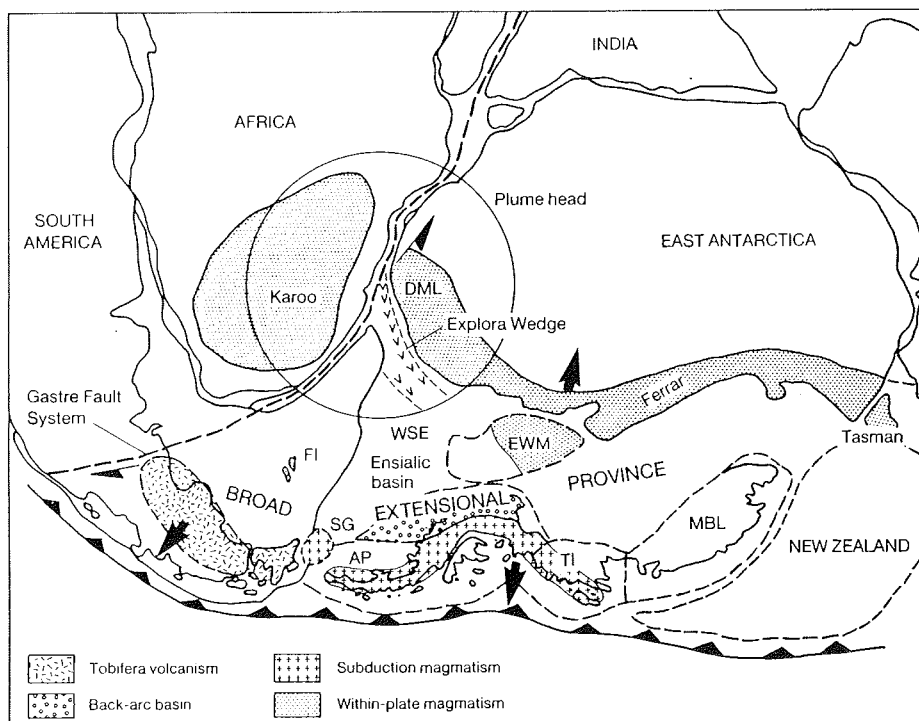 INDIA
AFRICA
Plume head
SOUTH
AMERICA
EAST ANTARCTICA
Karoo
DML
Explora Wedge
Gastre Fault
System
Ferrar
Tasman
WSE
EWM
FI
Ensialic
basin
PROVINCE
BROAD
EXTENSIONAL
MBL
SG
AP
TI
NEW ZEALAND
Tobifera volcanism
Subduction magmatism
Back-arc basin
Within-plate magmatism